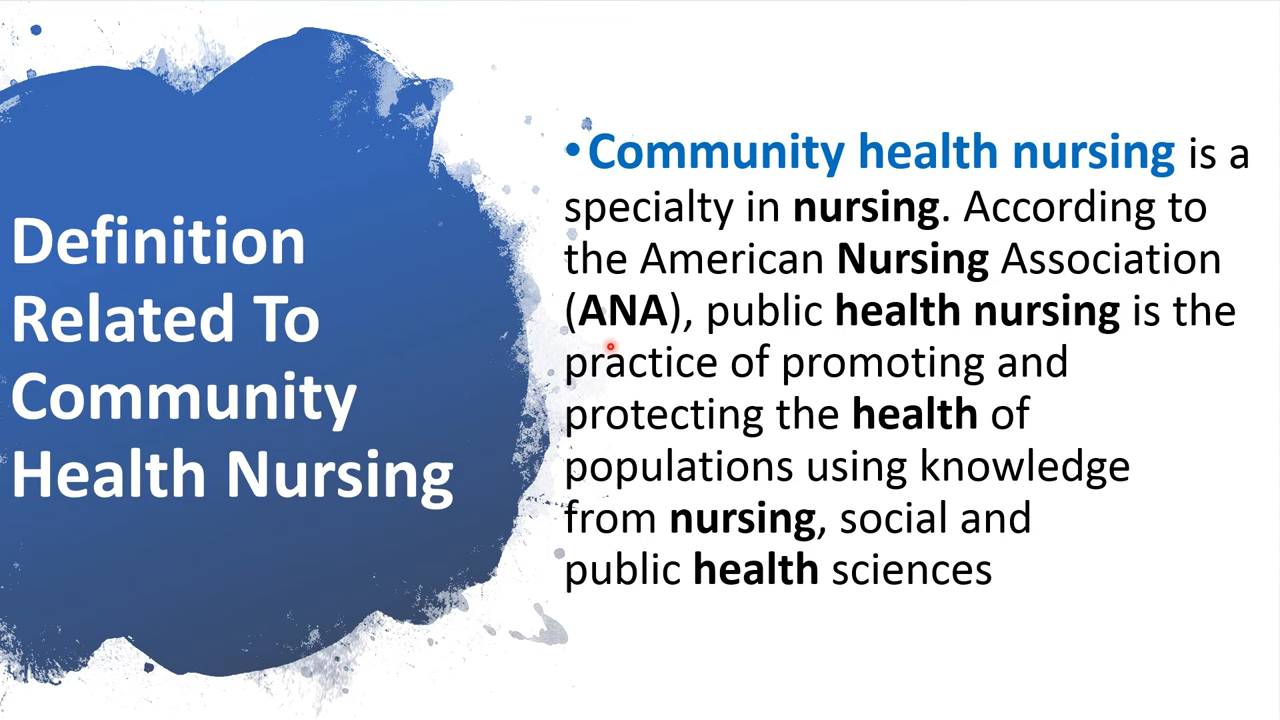 Definition
Related To
Community
Health Nursing
•Community health nursing is a
specialty in nursing. According to
the American Nursing Association
(ANA), public health nursing is the
practice of promoting and
protecting the health of
populations using knowledge
from nursing, social and
public health sciences